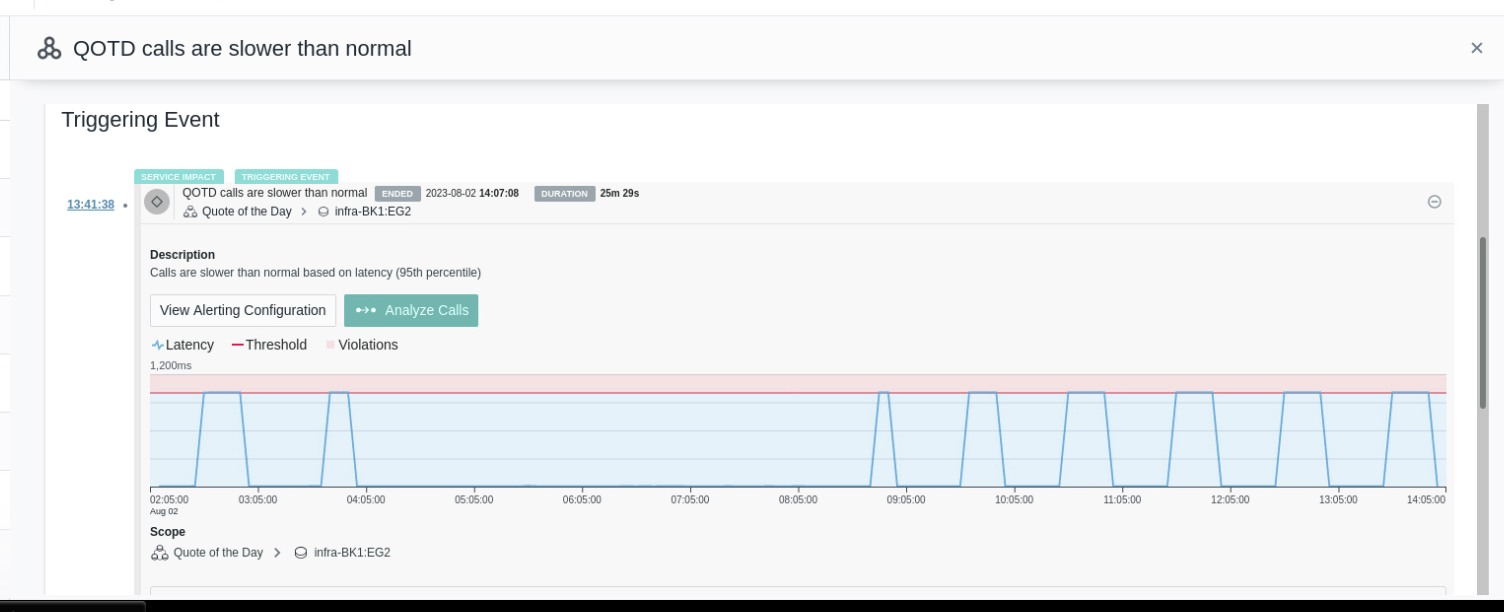 QOTD calls are slower than normal
Triggering Event
SERVICE IMPACT TRIGGERING EVENT
13:41:38 QOTD calls are slower than normal ENDED 2023-08-02 14:07:08 DURATION 25m 29s
Quote of the Day > infra-BK1:EG2
Description
Calls are slower than normal based on latency (95th percentile)
View Alerting Configuration Analyze Calls
Latency Threshold Violations
1,200ms
02:05:00 03:05:00 04:05:00 05:05:00 06:05:00 07:05:00 08:05:00 09:05:00 10:05:00 11:05:00 12:05:00 13:05:00 14:05:00
Aug 02
Scope
Quote of the Day > infra-BK1:EG2